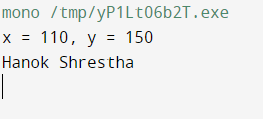 mono /tmp/yP1Lt06b2T.exe
x = 110, y = 150
Hanok Shrestha